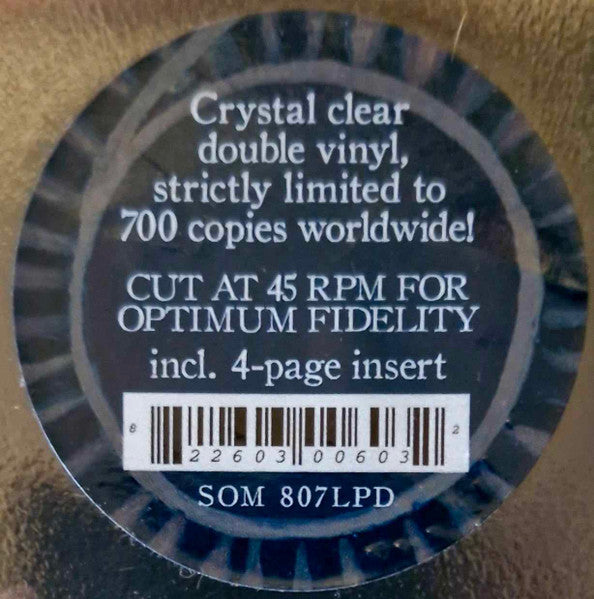 Crystal clear
double vinyl,
strictly limited to
700 copies worldwide!
CUT AT 45 RPM FOR
OPTIMUM FIDELITY
incl. 4-page insert
8 22603 00603 2
SOM 807LPD